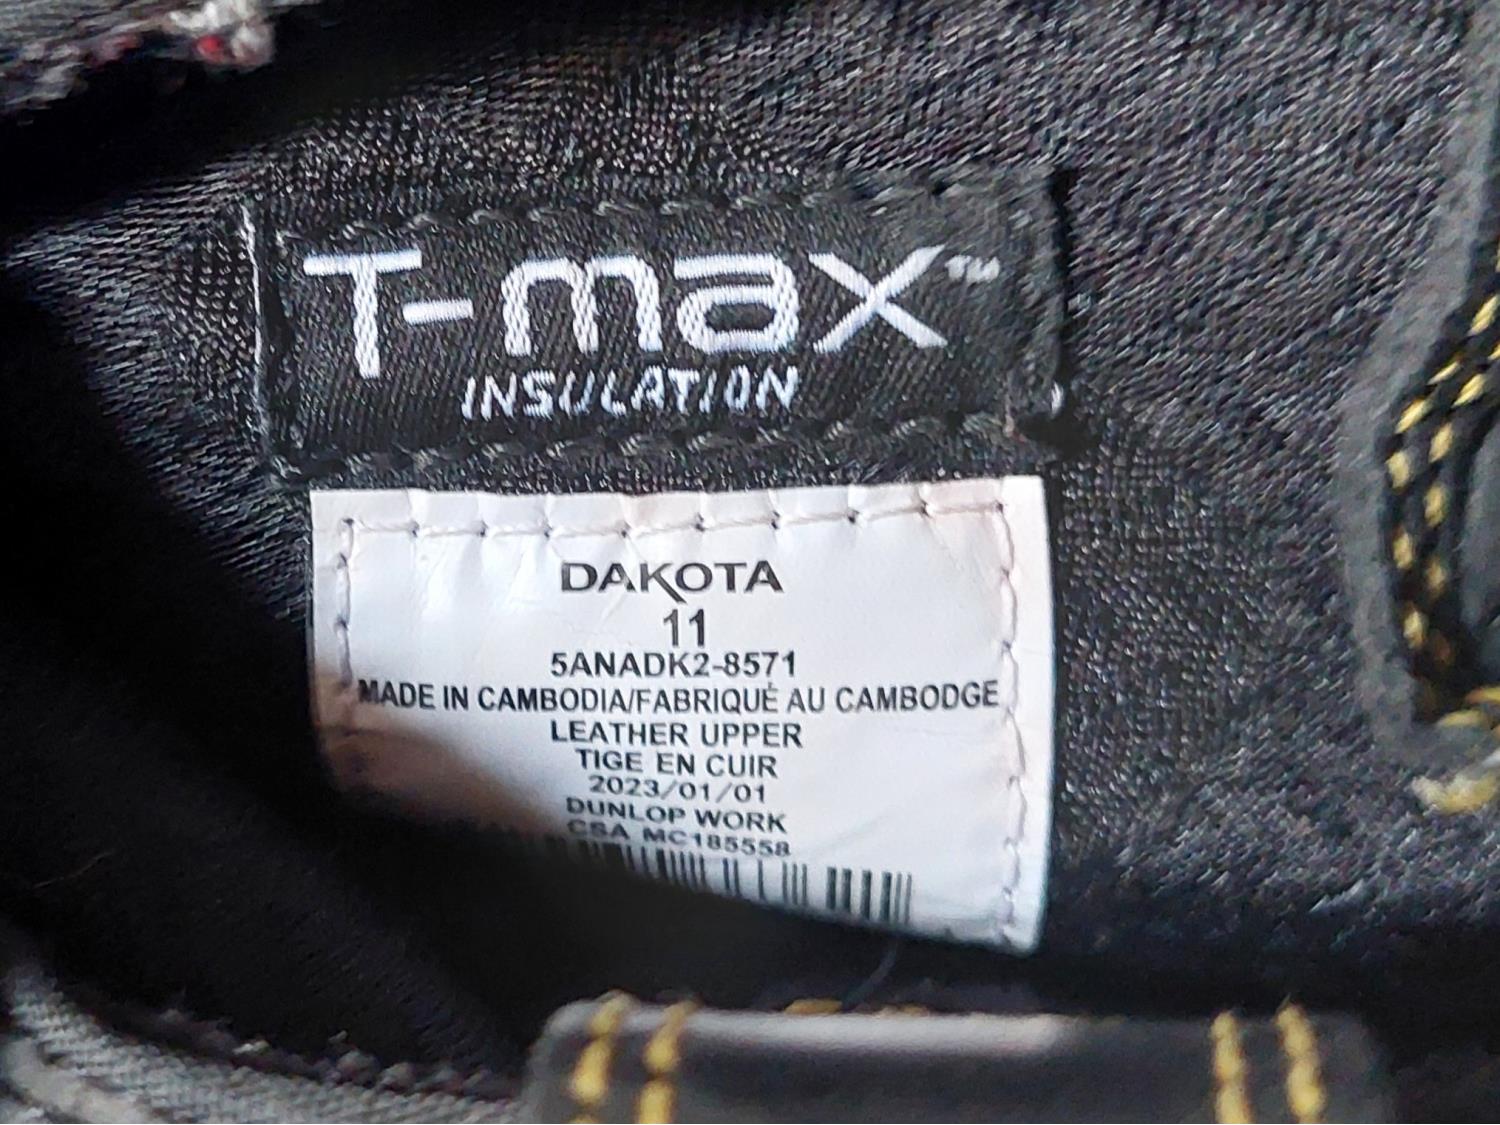 T-max™
INSULATION
DAKOTA
11
5ANADK2-8571
MADE IN CAMBODIA/FABRIQUÉ AU CAMBODGE
LEATHER UPPER
TIGE EN CUIR
2023/01/01
DUNLOP WORK
CSA MC185558